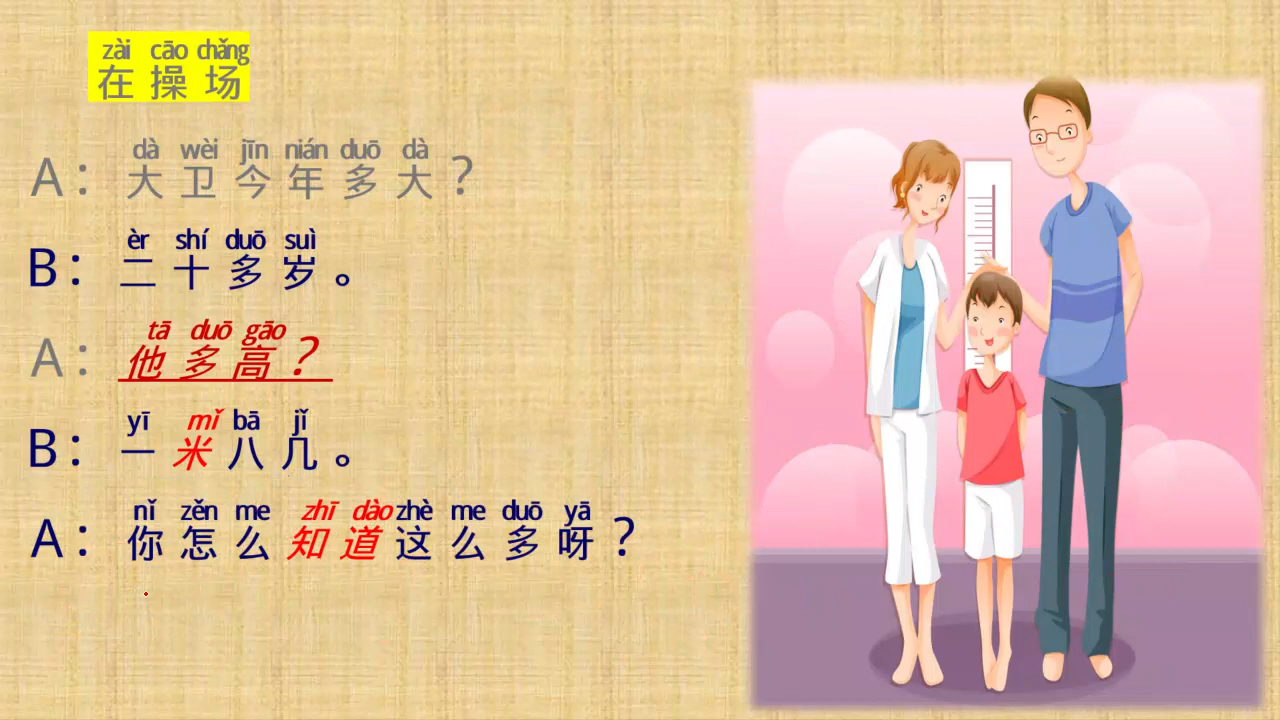 zài cāo chǎng
在操场
dà wèi jīn nián duō dà
A：大卫今年多大？
èr shí duō suì
B：二十多岁。
tā duō gāo
A：他多高？
yī mǐ bā jǐ
B：一米八几。
nǐ zěn me zhī dào zhè me duō yā
A：你怎么知道这么多呀？